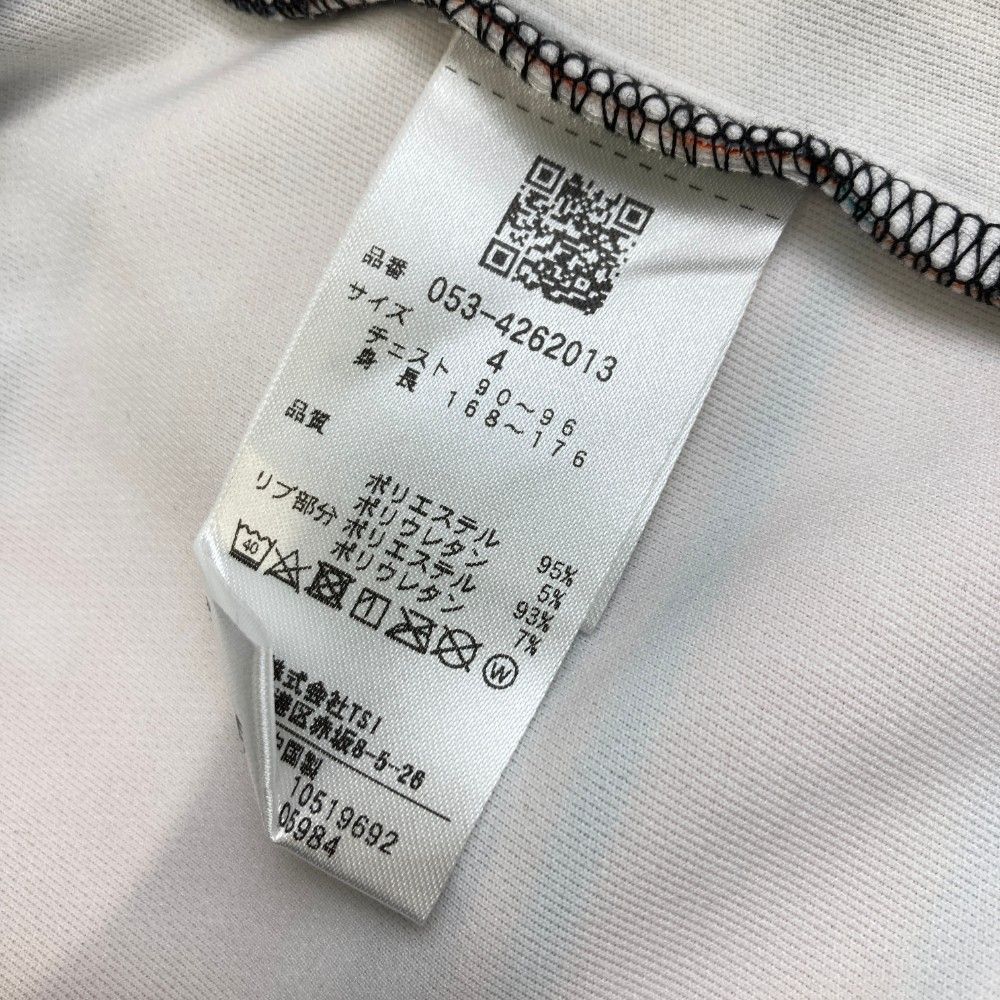 品番 053-4262013
サイズ 4
チェスト 90～96
身長 168～176
品質
ポリエステル 95%
ポリウレタン 5%
リブ部分 ポリエステル 93%
ポリウレタン 7%
40
W
株式会社TSI
港区赤坂8-5-26
中国製
10519692
05984